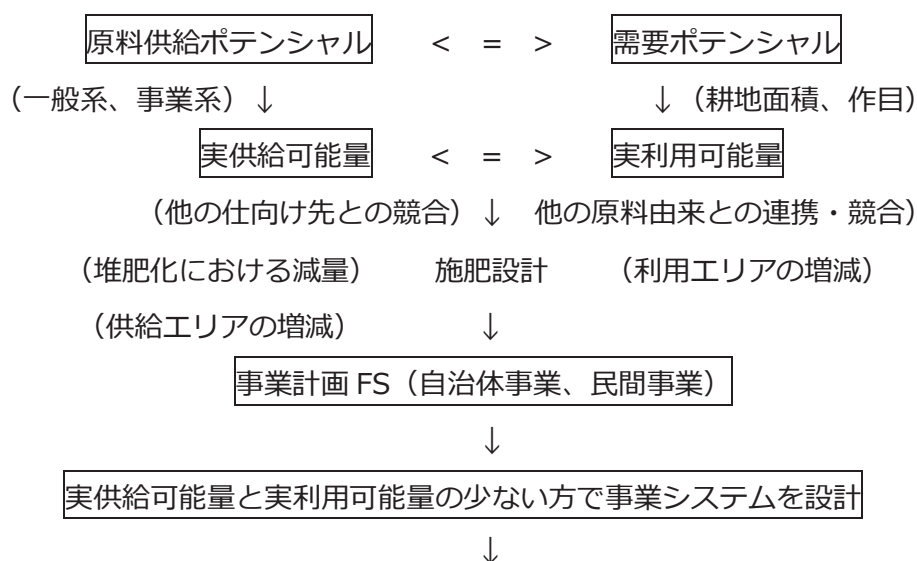 原料供給ポテンシャル ＜ ＝ ＞ 需要ポテンシャル
（一般系、事業系）↓ ↓（耕地面積、作目）
実供給可能量 ＜ ＝ ＞ 実利用可能量
（他の仕向け先との競合）↓ 他の原料由来との連携・競合）
（堆肥化における減量） 施肥設計 （利用エリアの増減）
（供給エリアの増減） ↓
事業計画 FS（自治体事業、民間事業）
↓
実供給可能量と実利用可能量の少ない方で事業システムを設計
↓